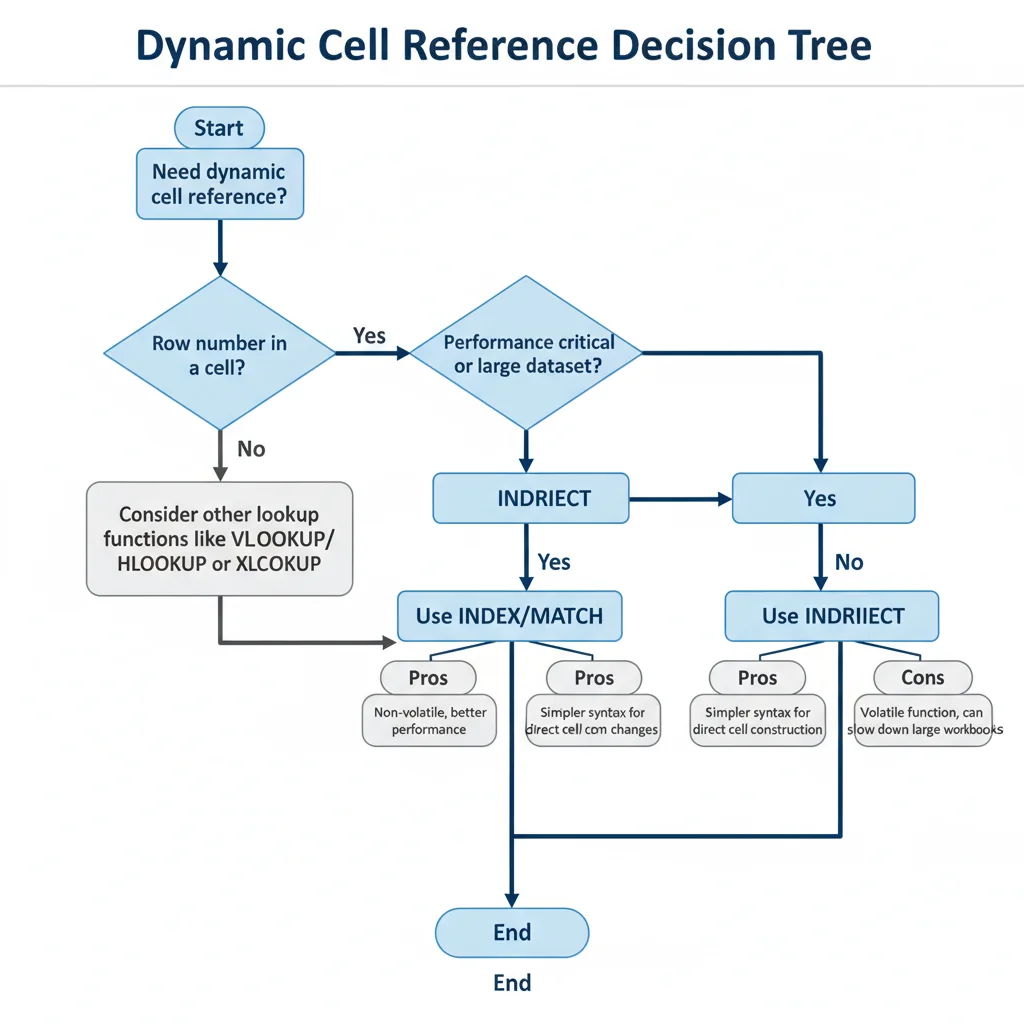 Dynamic Cell Reference Decision Tree
Start
Need dynamic
cell reference?
Row number in
a cell?
Yes
Performance critical
or large dataset?
No
Consider other lookup
functions like VLOOKUP/
HLOOKUP or XLCOKUP
INDRIECT
Yes
Yes
No
Use INDEX/MATCH
Use INDRIIECT
Pros
Non-volatile, better
performance
Pros
Simpler syntax for
direct cell com changes
Pros
Simpler syntax for
direct cell construction
Cons
Volatile function, can
slow down large workbooks
End
End